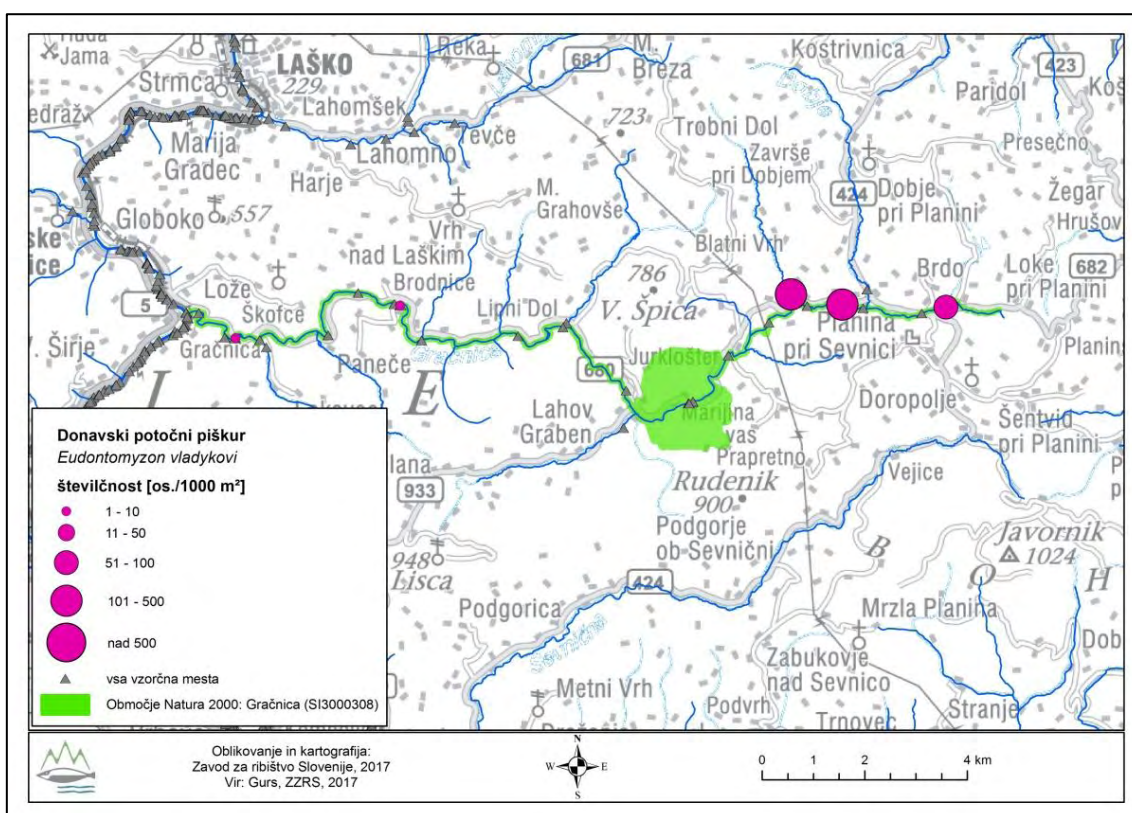 Huda
Jama
Strmca
LAŠKO
229
Reka
681
M.
Breza
Kostrivnica
423
Paridol
Lahomšek
Marija
Gradec
Lahomno
Harje
723
Trobni Dol
Završe
pri Dobjem
Presečno
424
Dobje
pri Planini
Žegar
Hrušov
Globoko
557
Vrh
nad Laškim
M.
Grahovše
Blatni Vrh
Brdo
Loke
pri Planini
682
5
Lože
Škofce
Brodnice
Lipni Dol
786
V. Špica
Gračnica
Paneče
Gračnica
Jurklošter
Planina
pri Sevnici
V. Širje
680
Lahov
Graben
Marijina
vas
Prapretno
Doropolje
Šentvid
pri Planini
Vejice
933
Rudenik
900
Podgorje
ob Sevnični
Javornik
1024
948
Lisca
B
O
H
424
Podgorica
Mrzla Planina
Zabukovje
nad Sevnico
Metni Vrh
Podvrh
Trnovec
Stranje
Donavski potočni piškur
Eudontomyzon vladykovi
številčnost [os./1000 m²]
1 - 10
11 - 50
51 - 100
101 - 500
nad 500
vsa vzorčna mesta
Območje Natura 2000: Gračnica (SI3000308)
Oblikovanje in kartografija:
Zavod za ribištvo Slovenije, 2017
Vir: Gurs, ZZRS, 2017
N
W E
S
0 1 2 4 km